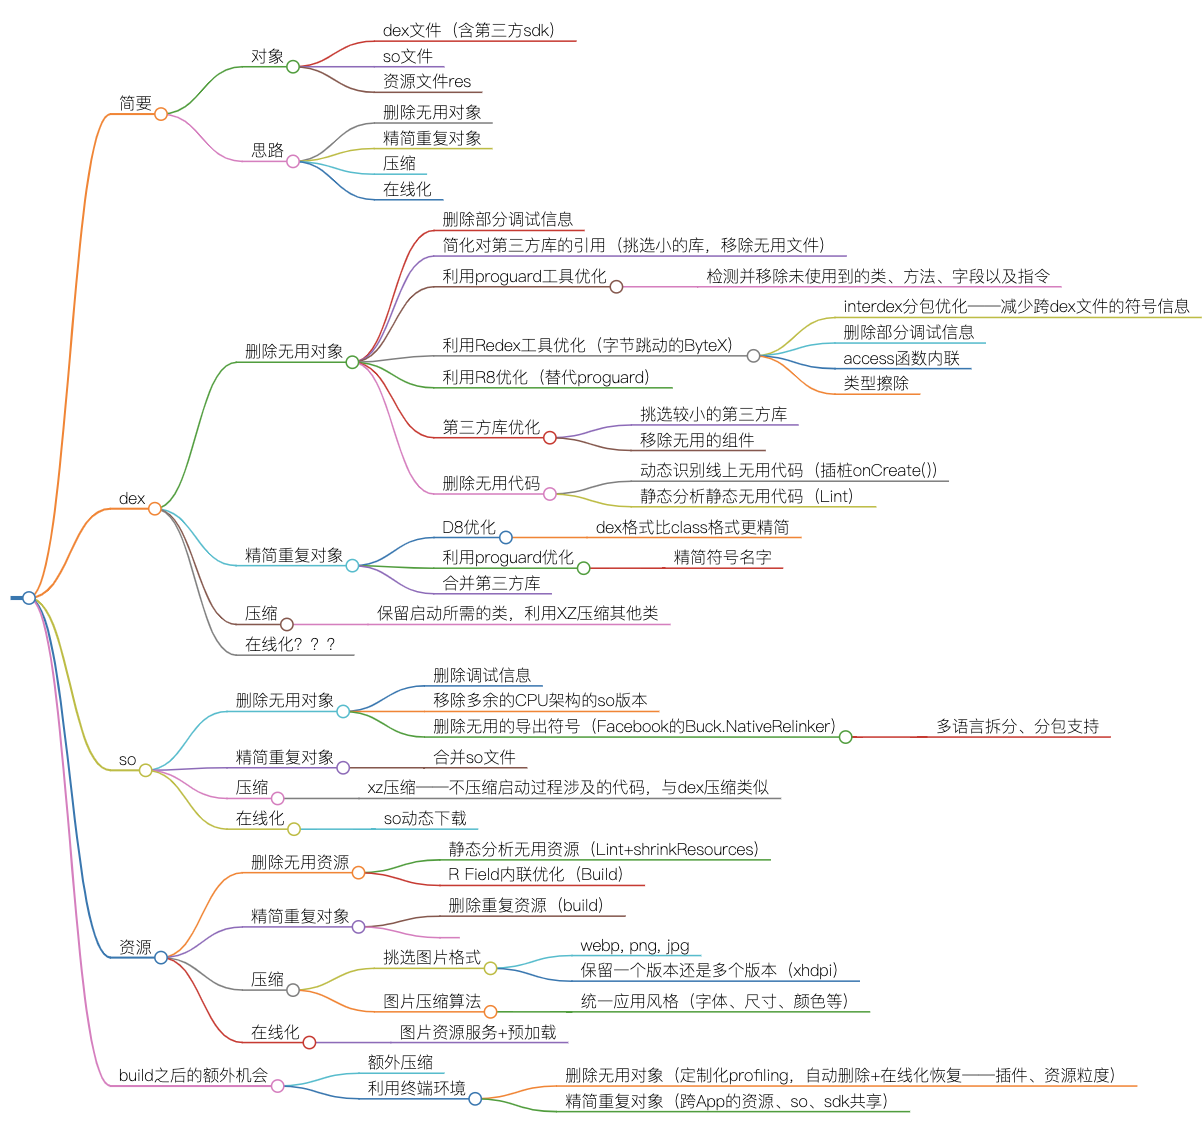 简要
对象
dex文件（含第三方sdk）
so文件
资源文件res
思路
删除无用对象
精简重复对象
压缩
在线化
dex
删除无用对象
删除部分调试信息
简化对第三方库的引用（挑选小的库，移除无用文件）
利用proguard工具优化
检测并移除未使用到的类、方法、字段以及指令
利用Redex工具优化（字节跳动的ByteX）
interdex分包优化——减少跨dex文件的符号信息
删除部分调试信息
access函数内联
类型擦除
利用R8优化（替代proguard）
第三方库优化
挑选较小的第三方库
移除无用的组件
删除无用代码
动态识别线上无用代码（插桩onCreate()）
静态分析静态无用代码（Lint）
精简重复对象
D8优化
dex格式比class格式更精简
利用proguard优化
精简符号名字
合并第三方库
压缩
保留启动所需的类，利用XZ压缩其他类
在线化？？？
so
删除无用对象
删除调试信息
移除多余的CPU架构的so版本
删除无用的导出符号（Facebook的Buck.NativeRelinker）
多语言拆分、分包支持
精简重复对象
合并so文件
压缩
xz压缩——不压缩启动过程涉及的代码，与dex压缩类似
在线化
so动态下载
资源
删除无用资源
静态分析无用资源（Lint+shrinkResources）
R Field内联优化（Build）
精简重复对象
删除重复资源（build）
压缩
挑选图片格式
webp, png, jpg
保留一个版本还是多个版本（xhdpi）
图片压缩算法
统一应用风格（字体、尺寸、颜色等）
在线化
图片资源服务+预加载
build之后的额外机会
额外压缩
利用终端环境
删除无用对象（定制化profiling，自动删除+在线化恢复——插件、资源粒度）
精简重复对象（跨App的资源、so、sdk共享）